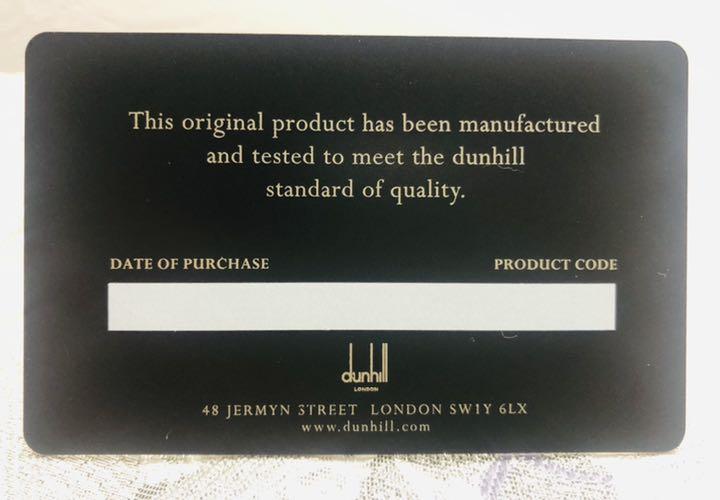 This original product has been manufactured
and tested to meet the dunhill
standard of quality.
DATE OF PURCHASE PRODUCT CODE
dunhill
LONDON
48 JERMYN STREET LONDON SW1Y 6LX
www.dunhill.com